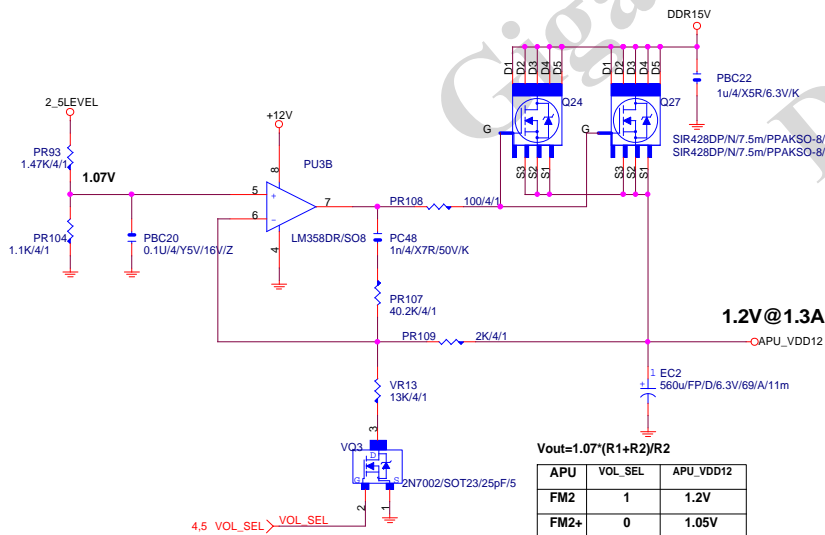 DDR15V
D1 D2 D3 D4 D5
D1 D2 D3 D4 D5
PBC22
1u/4/X5R/6.3V/K
Q24
Q27
G
G
SIR428DP/N/7.5m/PPAKSO-8/
SIR428DP/N/7.5m/PPAKSO-8/
S3 S2 S1
S3 S2 S1
2_5LEVEL
+12V
PR93
1.47K/4/1
1.07V
8
PU3B
5
+
6
-
7
4
LM358DR/SO8
PR104
1.1K/4/1
PBC20
0.1U/4/Y5V/16V/Z
PR108
100/4/1
PC48
1n/4/X7R/50V/K
PR107
40.2K/4/1
PR109
2K/4/1
1.2V@1.3A
APU_VDD12
VR13
13K/4/1
1
+
EC2
560u/FP/D/6.3V/69/A/11m
3
VQ3
D
G
S
2N7002/SOT23/25pF/5
2
1
4,5 VOL_SEL
VOL_SEL
Vout=1.07*(R1+R2)/R2
APU VOL_SEL APU_VDD12
FM2 1 1.2V
FM2+ 0 1.05V